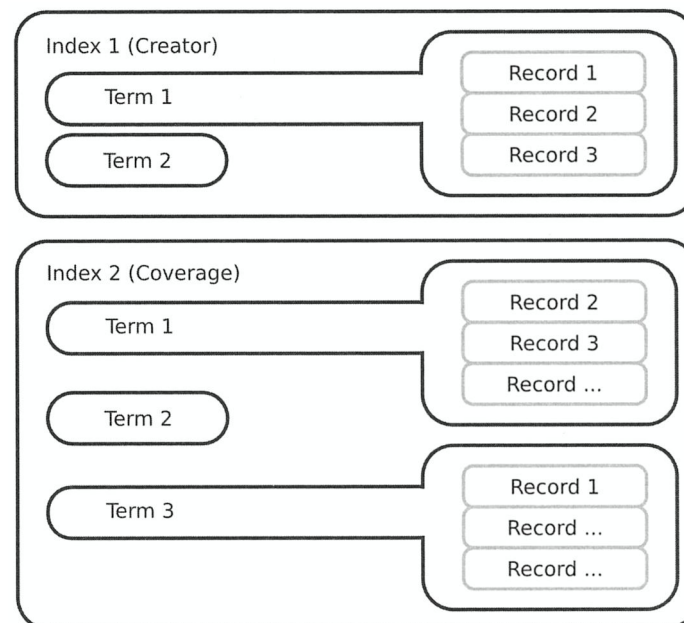 Index 1 (Creator)
Term 1
Term 2
Record 1
Record 2
Record 3
Index 2 (Coverage)
Term 1
Record 2
Record 3
Record ...
Term 2
Term 3
Record 1
Record ...
Record ...